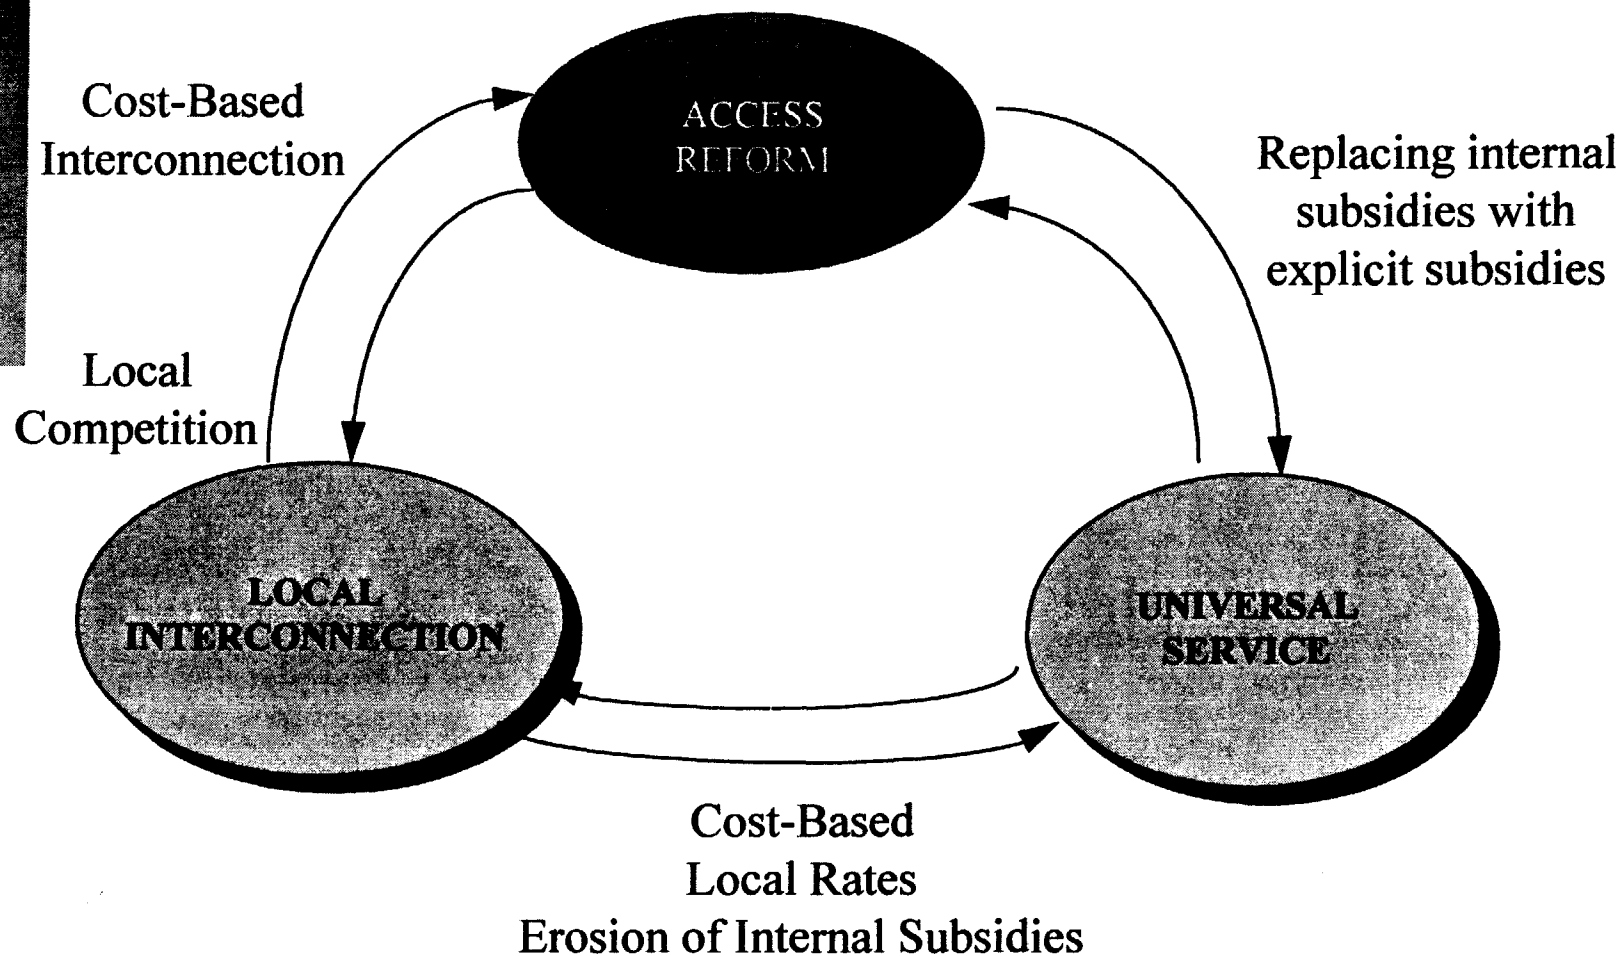 ACCESS
REFORM
Cost-Based
Interconnection
Replacing internal
subsidies with
explicit subsidies
Local
Competition
LOCAL
INTERCONNECTION
UNIVERSAL
SERVICE
Cost-Based
Local Rates
Erosion of Internal Subsidies